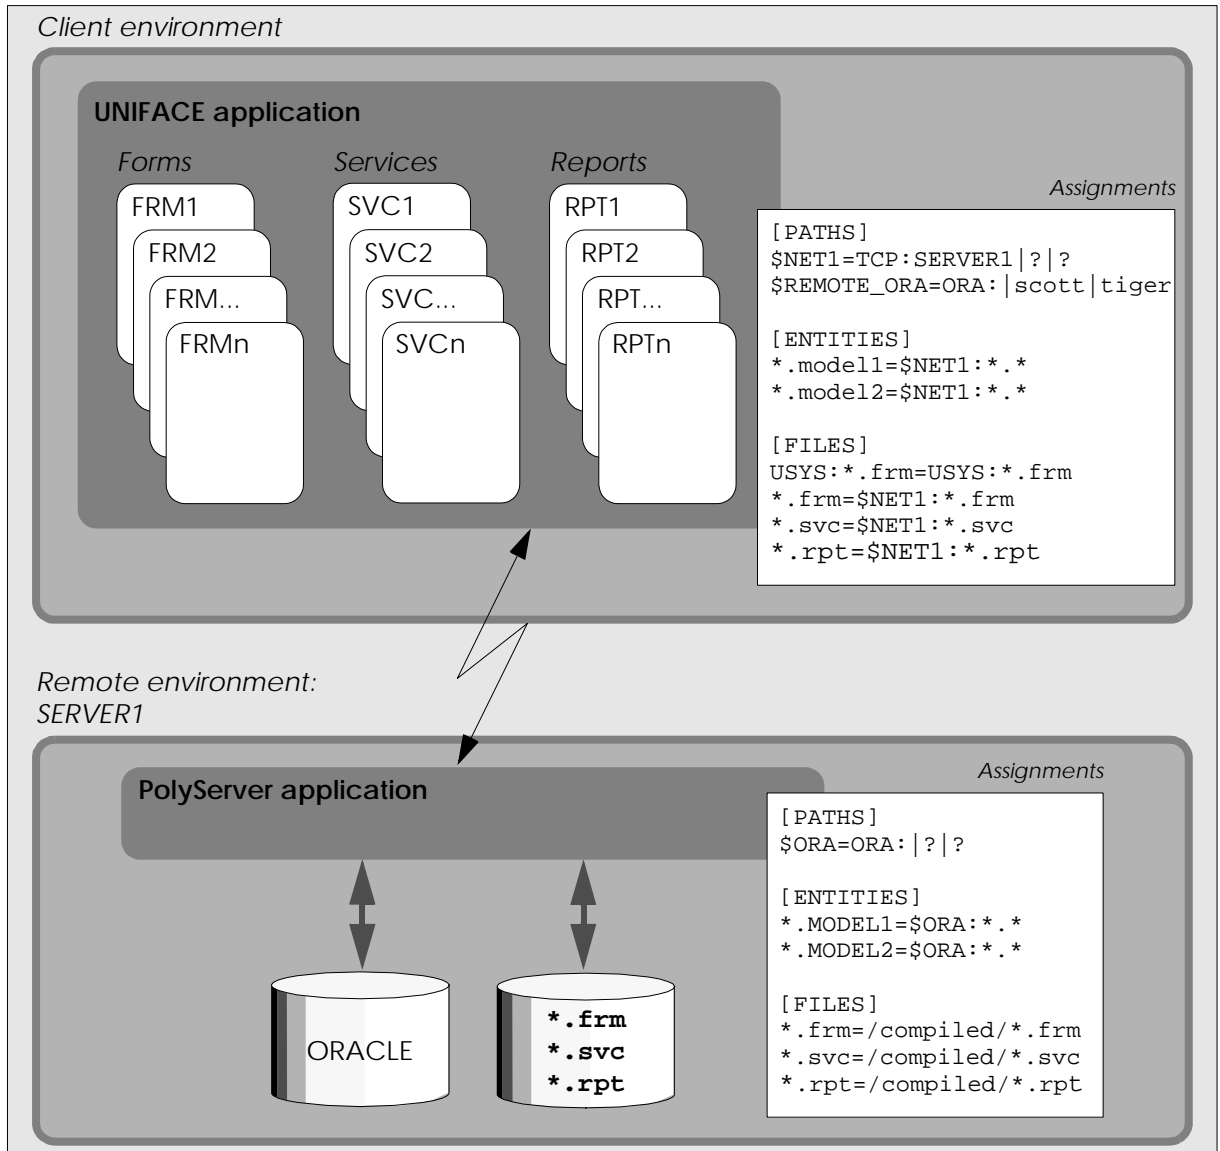 Client environment
UNIFACE application
Forms
Services
Reports
FRM1
FRM2
FRM...
FRMn
SVC1
SVC2
SVC...
SVCn
RPT1
RPT2
RPT...
RPTn
Assignments
[PATHS]
$NET1=TCP:SERVER1|?|?
$REMOTE_ORA=ORA:|scott|tiger
[ENTITIES]
*.model1=$NET1:*.*
*.model2=$NET1:*.*
[FILES]
USYS:*.frm=USYS:*.frm
*.frm=$NET1:*.frm
*.svc=$NET1:*.svc
*.rpt=$NET1:*.rpt
Remote environment:
SERVER1
PolyServer application
ORACLE
*.frm
*.svc
*.rpt
Assignments
[PATHS]
$ORA=ORA:|?|?
[ENTITIES]
*.MODEL1=$ORA:*.*
*.MODEL2=$ORA:*.*
[FILES]
*.frm=/compiled/*.frm
*.svc=/compiled/*.svc
*.rpt=/compiled/*.rpt